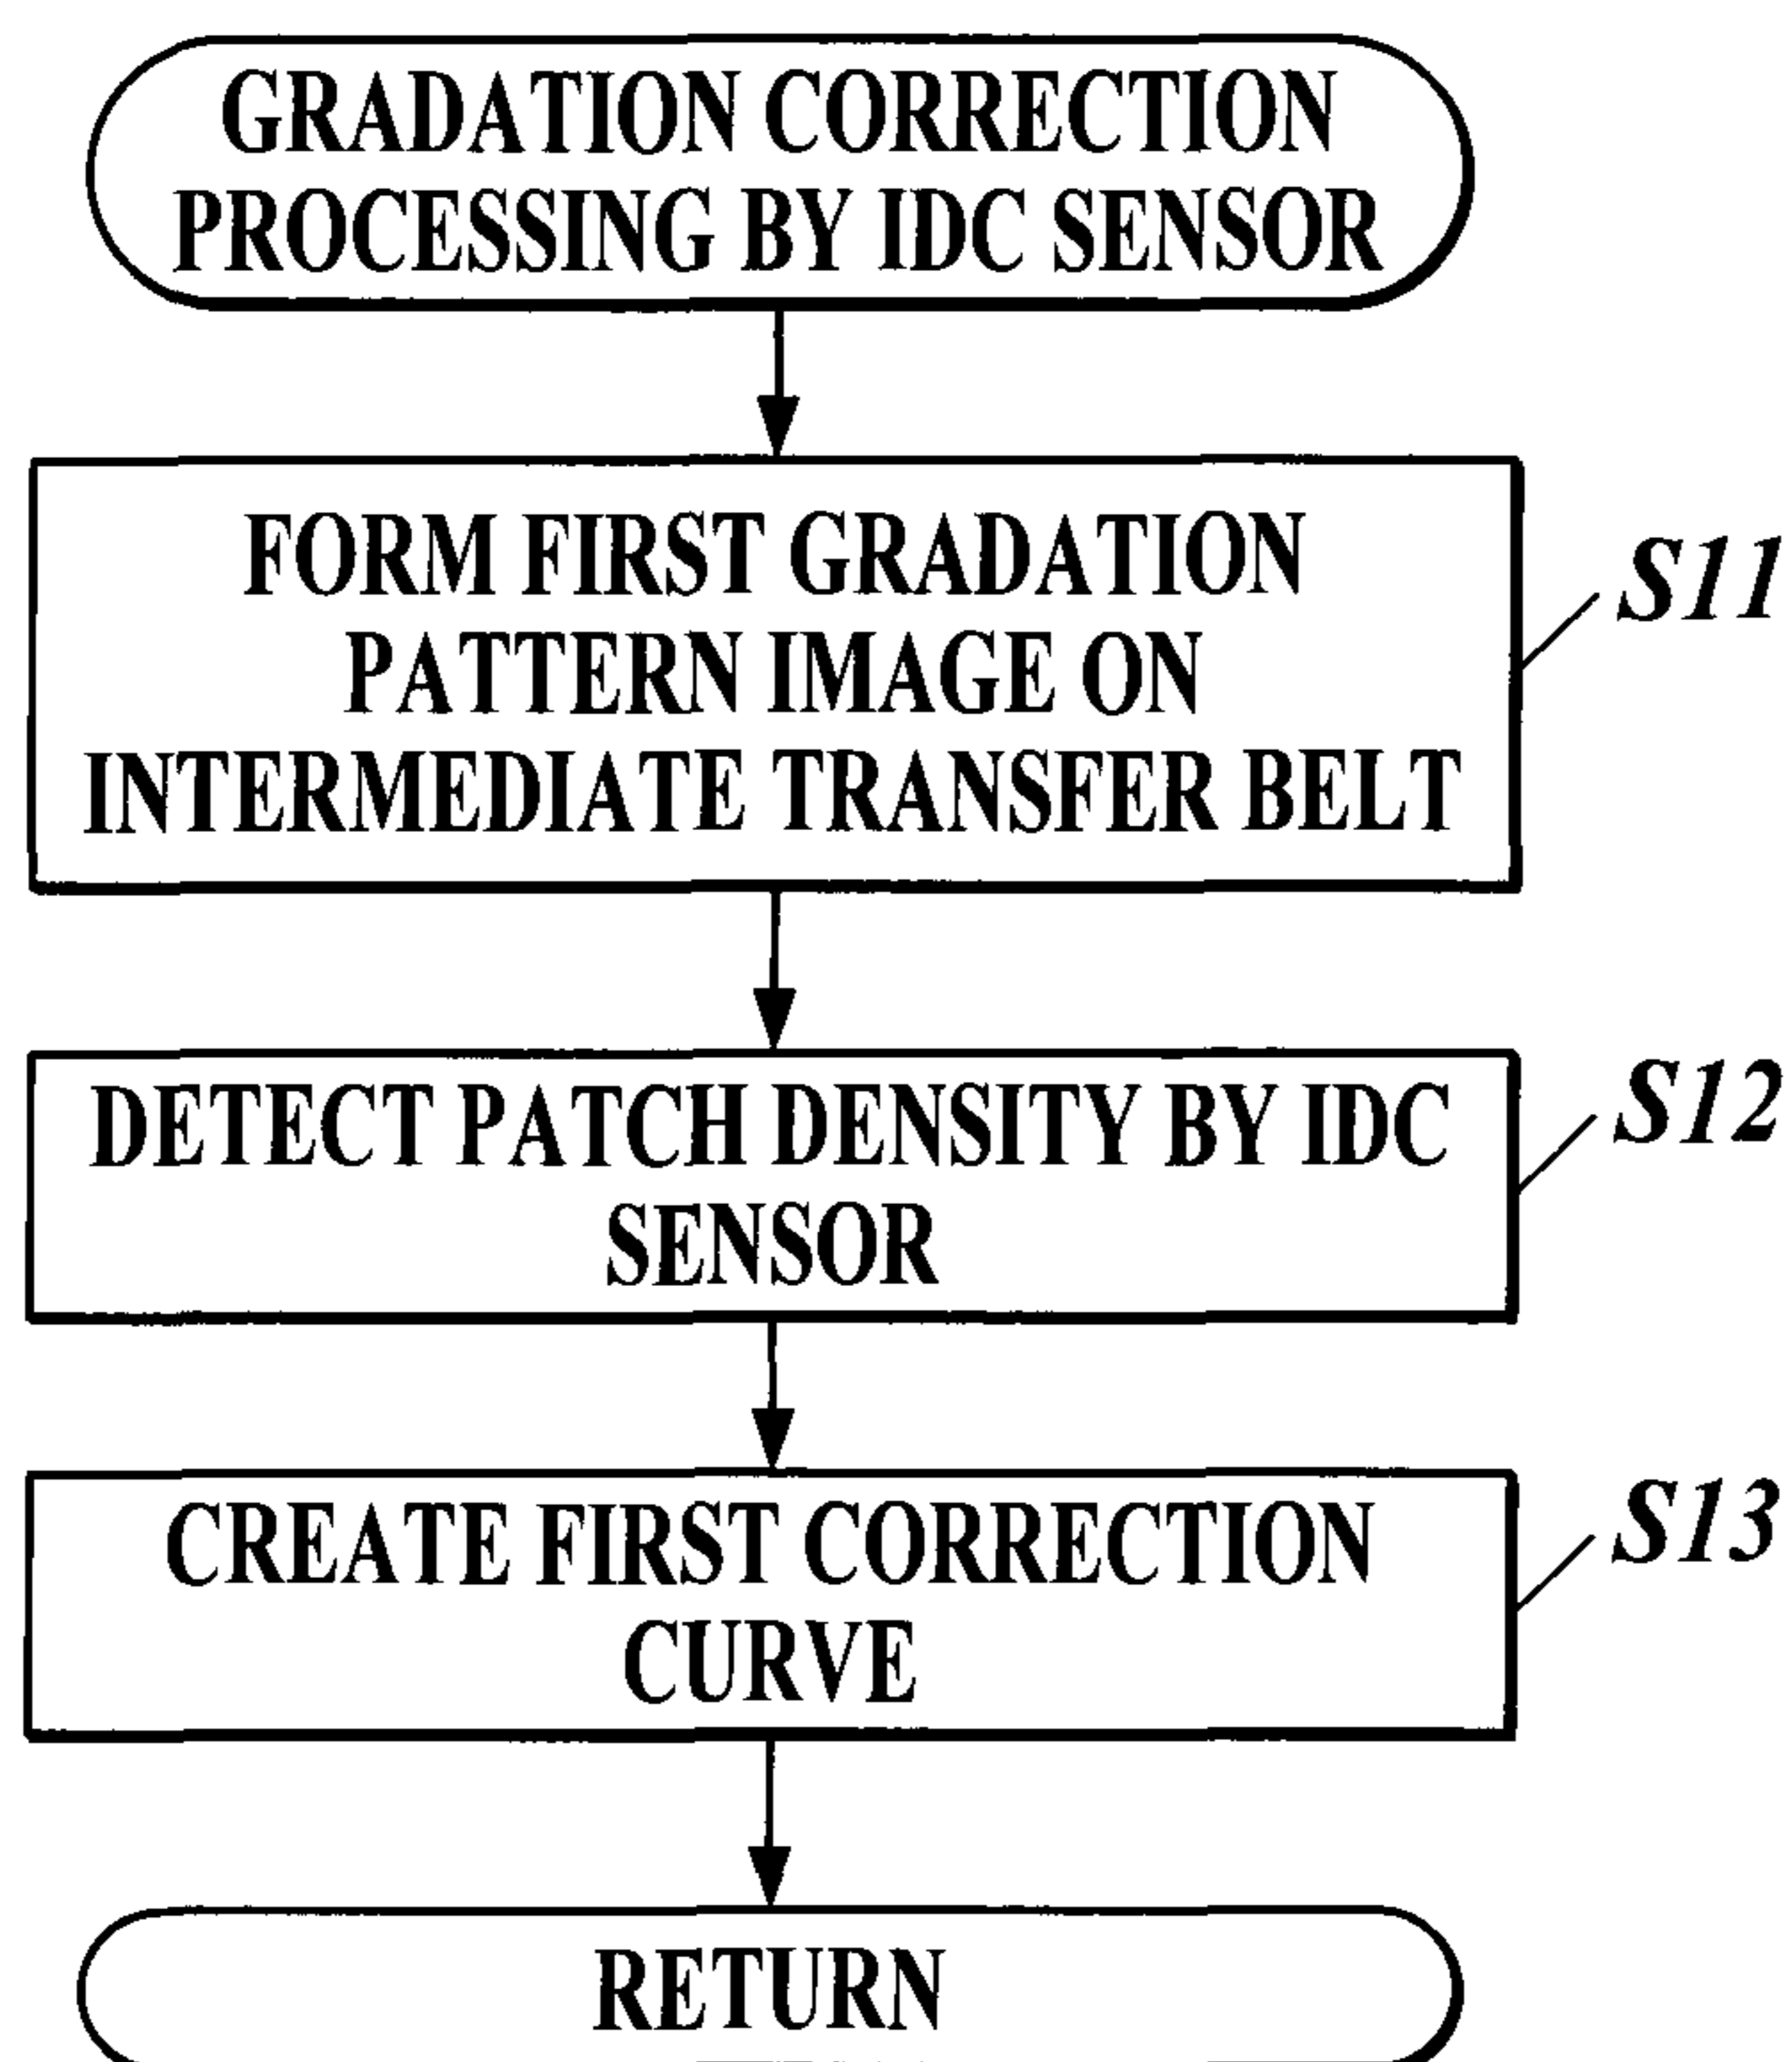 GRADATION CORRECTION
PROCESSING BY IDC SENSOR
FORM FIRST GRADATION
PATTERN IMAGE ON
INTERMEDIATE TRANSFER BELT
S11
DETECT PATCH DENSITY BY IDC
SENSOR
S12
CREATE FIRST CORRECTION
CURVE
S13
RETURN